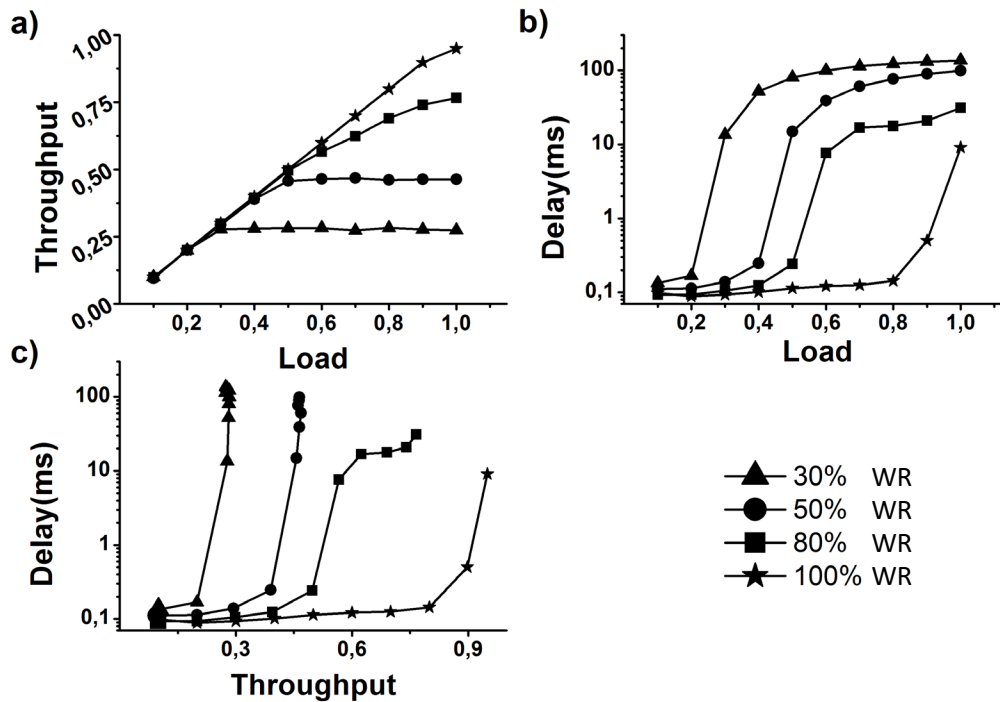 a)
1,00
0,75
0,50
0,25
0,00
Throughput
0,2 0,4 0,6 0,8 1,0
Load
b)
100
10
1
0,1
Delay(ms)
0,2 0,4 0,6 0,8 1,0
Load
c)
100
10
1
0,1
Delay(ms)
0,3 0,6 0,9
Throughput
30% WR
50% WR
80% WR
100% WR